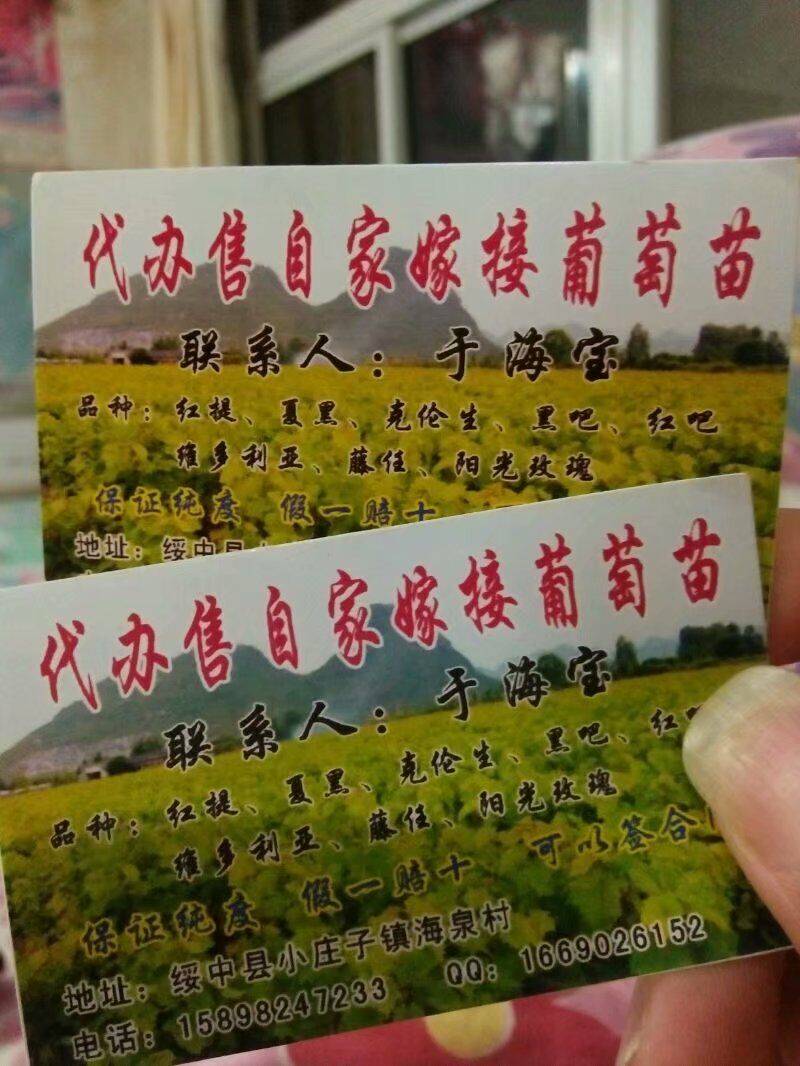 代办售自家嫁接葡萄苗
联系人：于海宝
品种：红提、夏黑、克伦生、黑吧、红吧
维多利亚、藤佳、阳光玫瑰
保证纯度 假一赔十
地址：绥中县
代办售自家嫁接葡萄苗
联系人：于海宝
品种：红提、夏黑、克伦生、黑吧、红
维多利亚、藤佳、阳光玫瑰
保证纯度 假一赔十 可以签合
地址：绥中县小庄子镇海泉村
电话：15898247233 QQ：1669026152